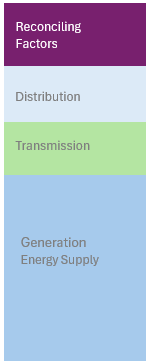 Reconciling
Factors
Distribution
Transmission
Generation
Energy Supply